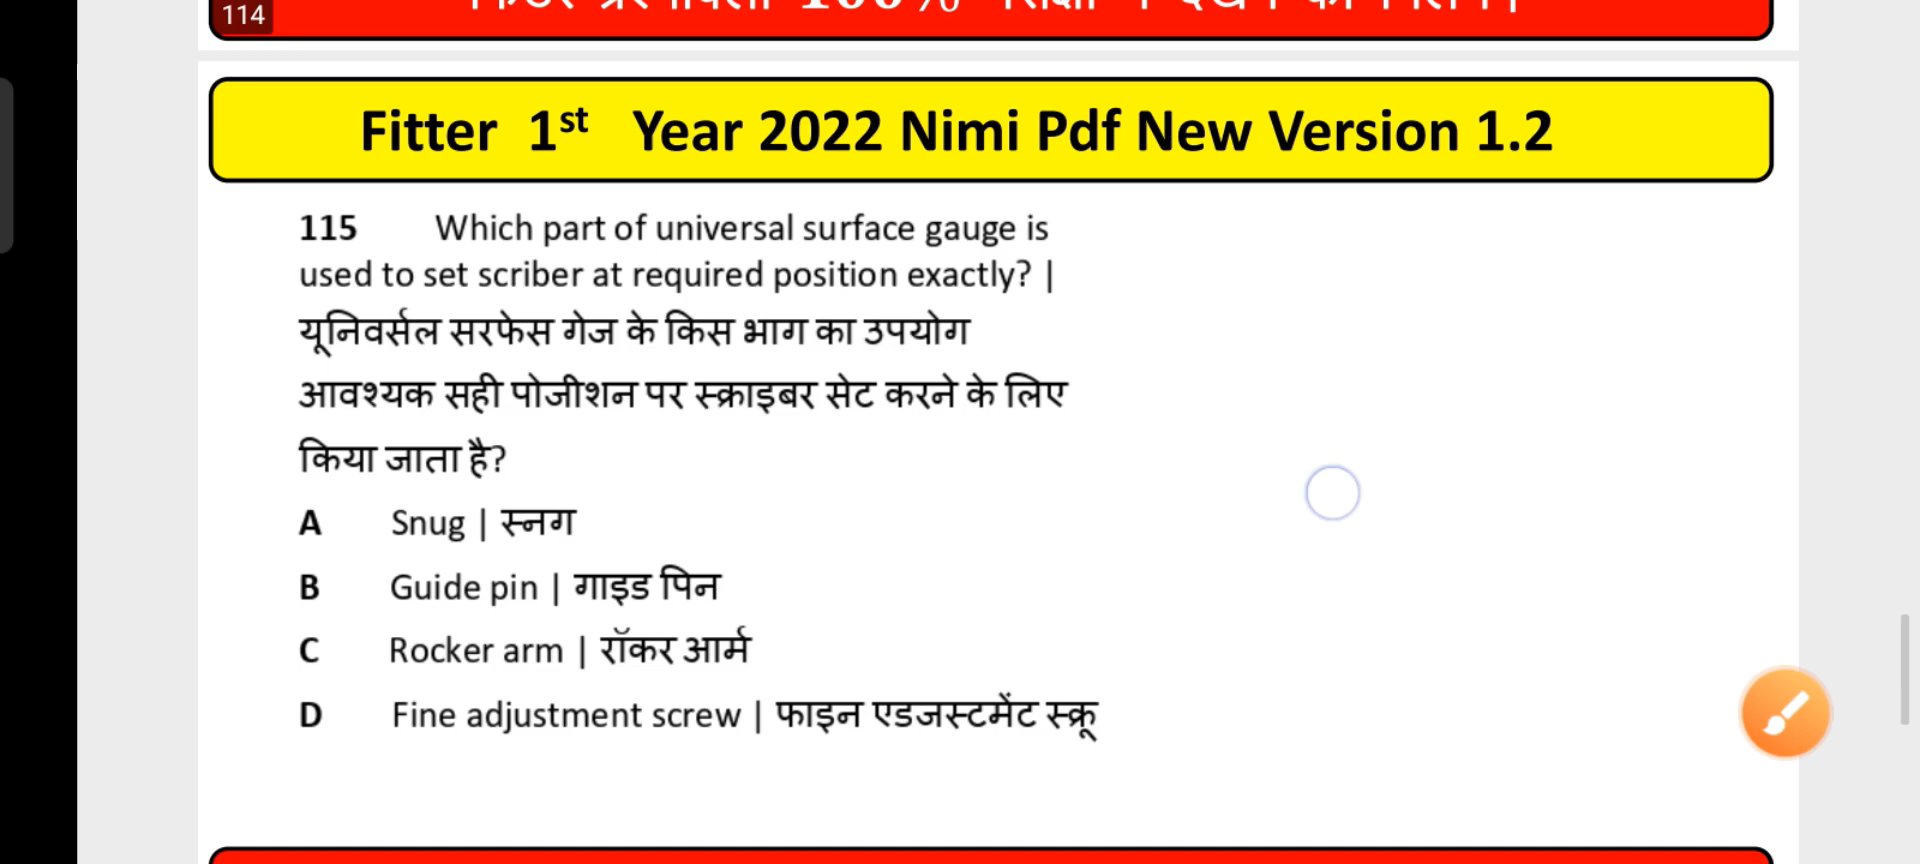 114
100%
Fitter 1st Year 2022 Nimi Pdf New Version 1.2
115 Which part of universal surface gauge is
used to set scriber at required position exactly? |
यूनिवर्सल सरफेस गेज के किस भाग का उपयोग
आवश्यक सही पोजीशन पर स्क्राइबर सेट करने के लिए
किया जाता है?
A Snug | स्नग
B Guide pin | गाइड पिन
C Rocker arm | रॉकर आर्म
D Fine adjustment screw | फाइन एडजस्टमेंट स्क्रू